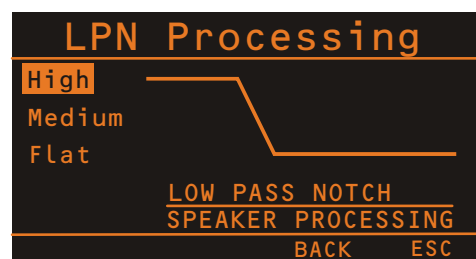 LPN Processing
High
Medium
Flat
LOW PASS NOTCH
SPEAKER PROCESSING
BACK ESC